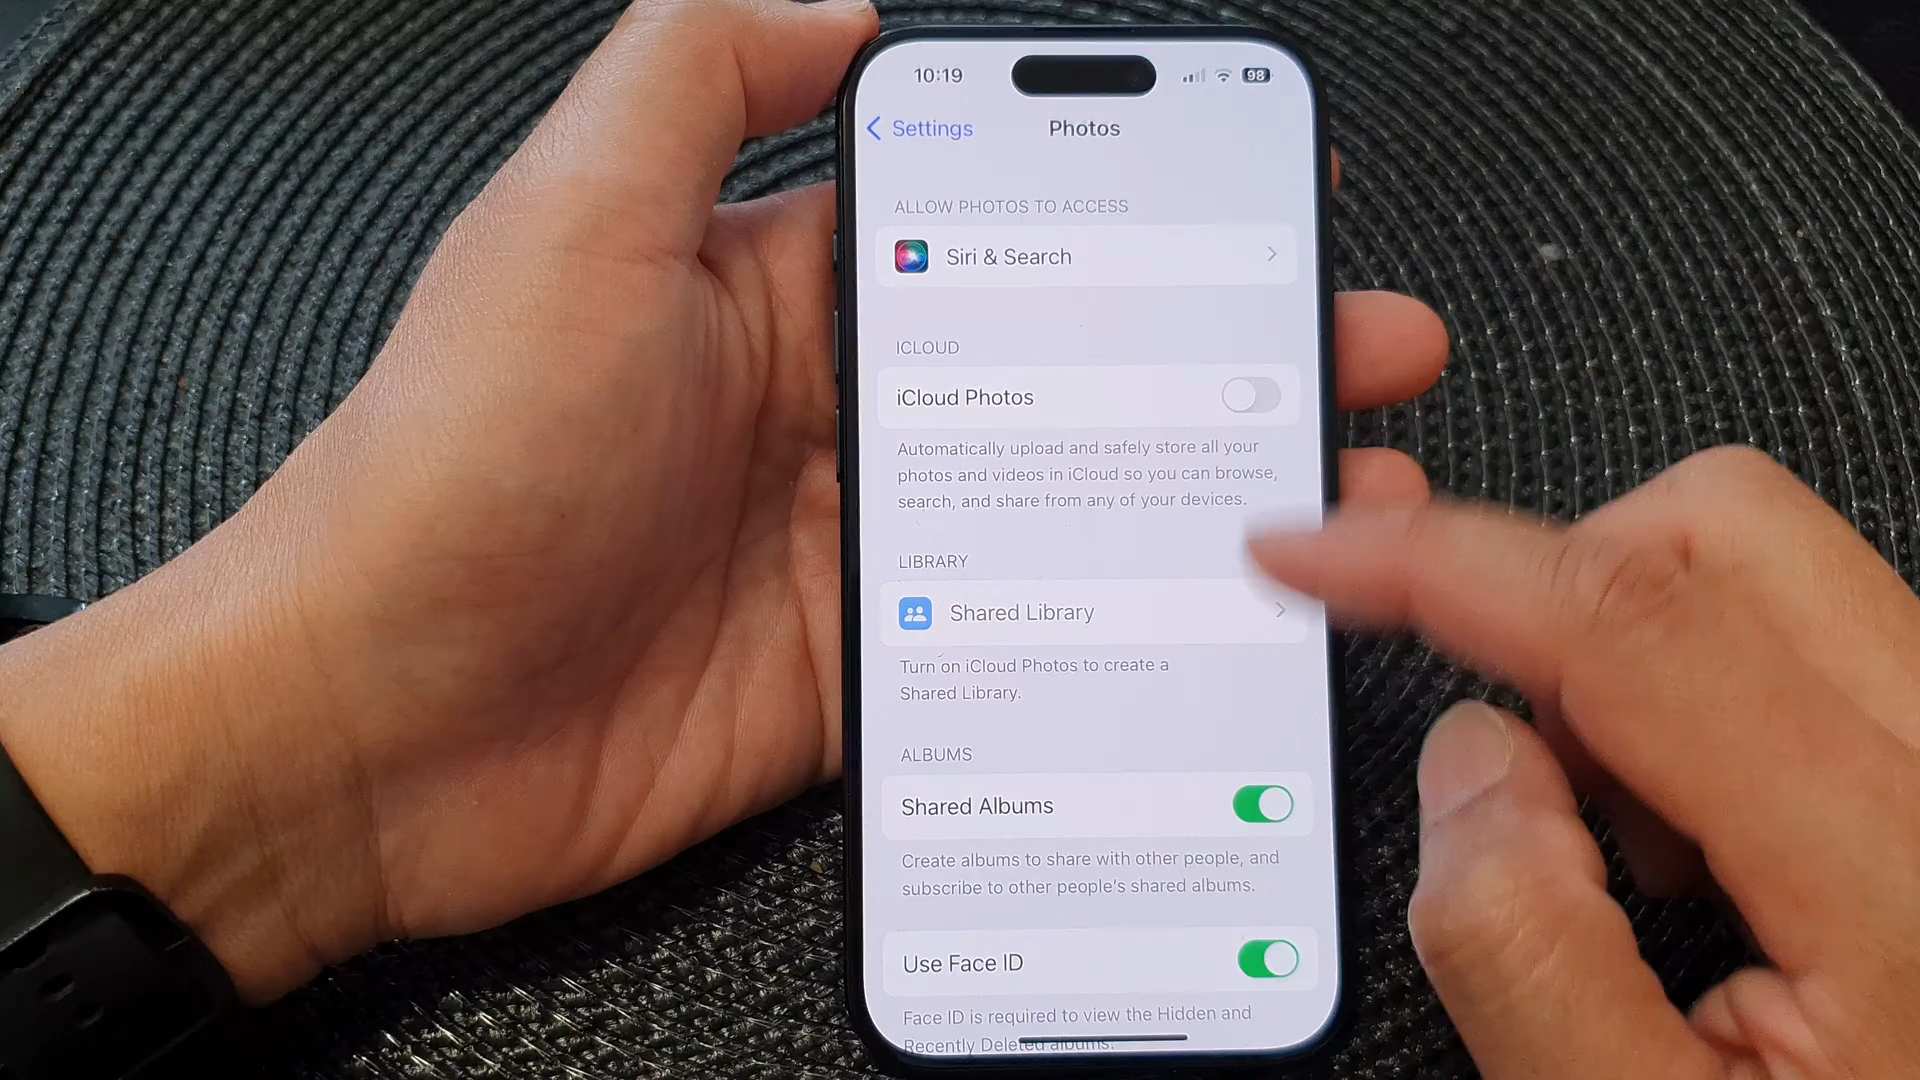 10:19
98
Settings
Photos
ALLOW PHOTOS TO ACCESS
Siri & Search
ICLOUD
iCloud Photos
Automatically upload and safely store all your
photos and videos in iCloud so you can browse,
search, and share from any of your devices.
LIBRARY
Shared Library
Turn on iCloud Photos to create a
Shared Library.
ALBUMS
Shared Albums
Create albums to share with other people, and
subscribe to other people's shared albums.
Use Face ID
Face ID is required to view the Hidden and
Recently Deleted albums.